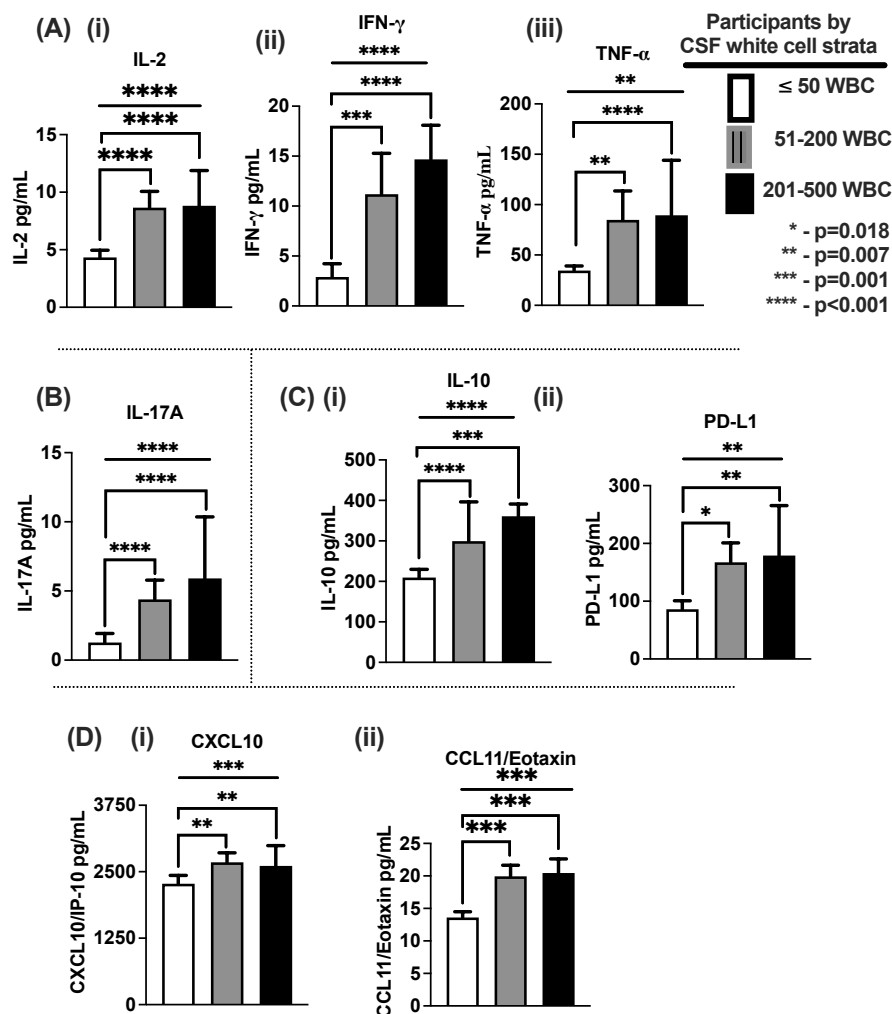 (A) (i)
IL-2
****
****
****
IL-2 pg/mL
15
10
5
0
(ii)
IFN-γ
****
****
***
IFN-γ pg/mL
20
15
10
5
0
(iii)
TNF-α
**
****
**
TNF-α pg/mL
200
150
100
50
0
Participants by
CSF white cell strata
≤ 50 WBC
51-200 WBC
201-500 WBC
* - p=0.018
** - p=0.007
*** - p=0.001
**** - p<0.001
(B)
IL-17A
****
****
****
IL-17A pg/mL
15
10
5
0
(C) (i)
IL-10
****
***
****
IL-10 pg/mL
500
400
300
200
100
0
(ii)
PD-L1
**
**
*
PD-L1 pg/mL
300
200
100
0
(D) (i)
CXCL10
***
**
**
CXCL10/IP-10 pg/mL
3750
2500
1250
0
(ii)
CCL11/Eotaxin
***
***
***
CCL11/Eotaxin pg/mL
25
20
15
10
5
0